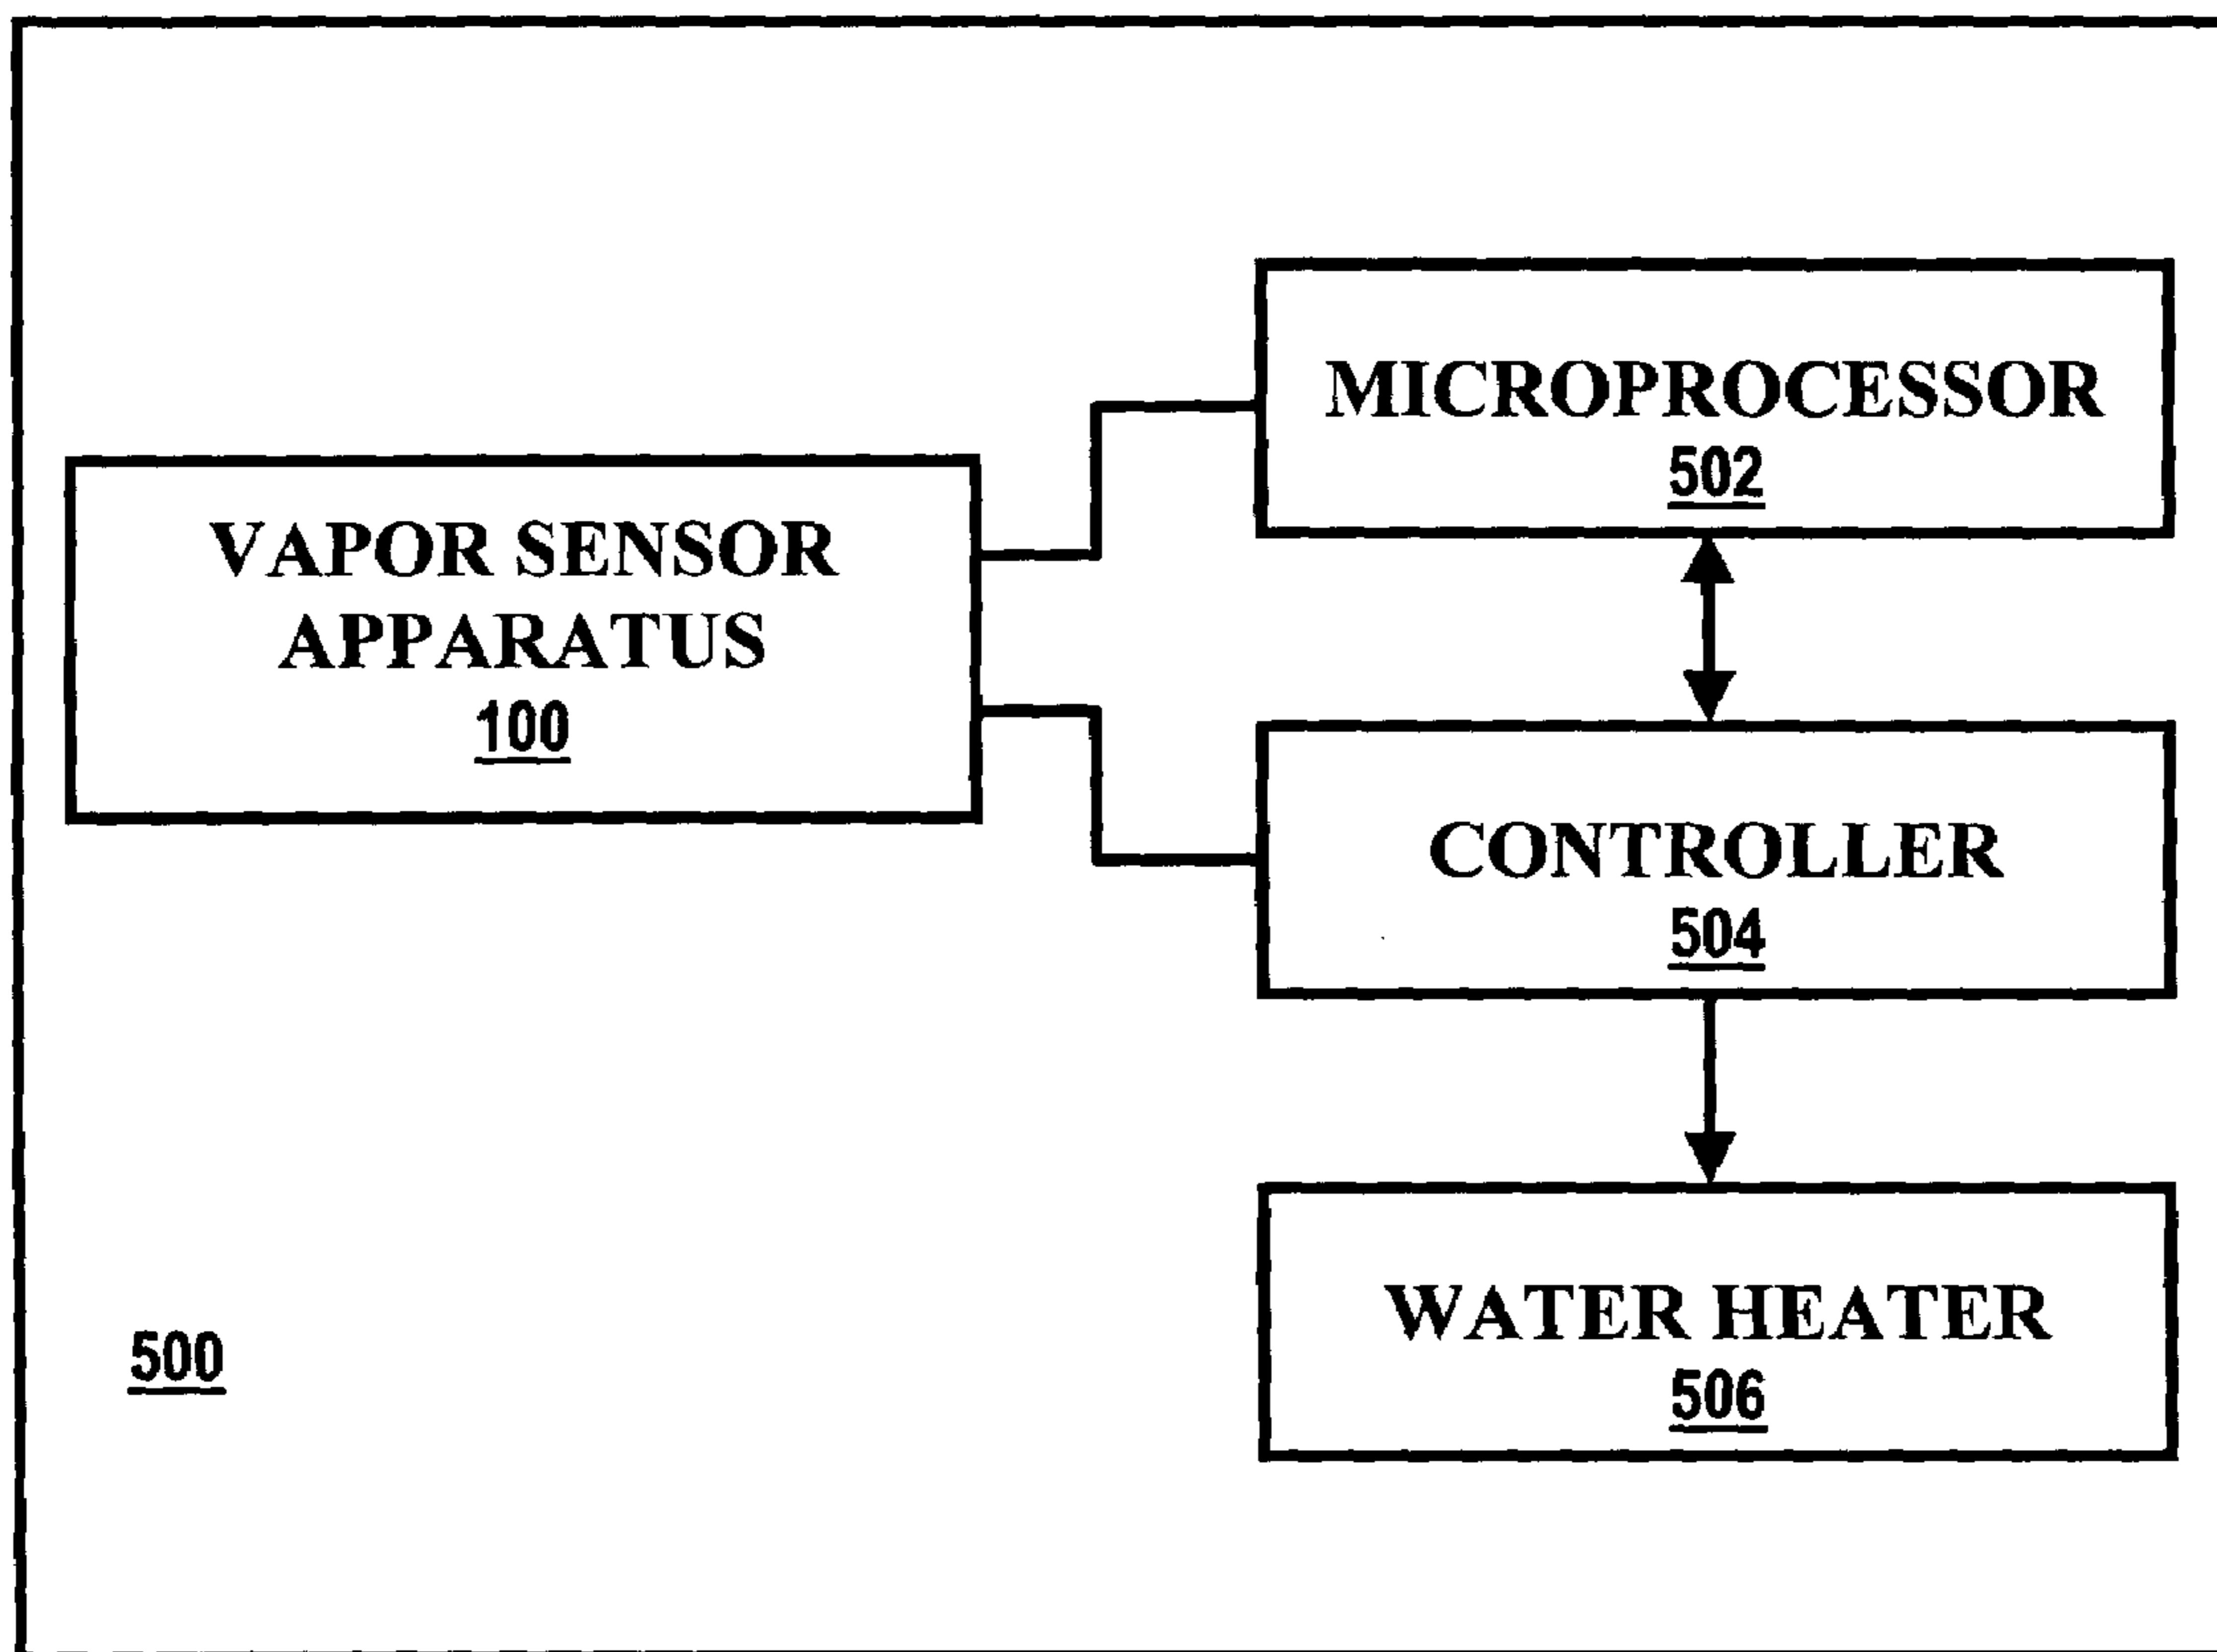 MICROPROCESSOR
502
VAPOR SENSOR
APPARATUS
100
CONTROLLER
504
WATER HEATER
506
500